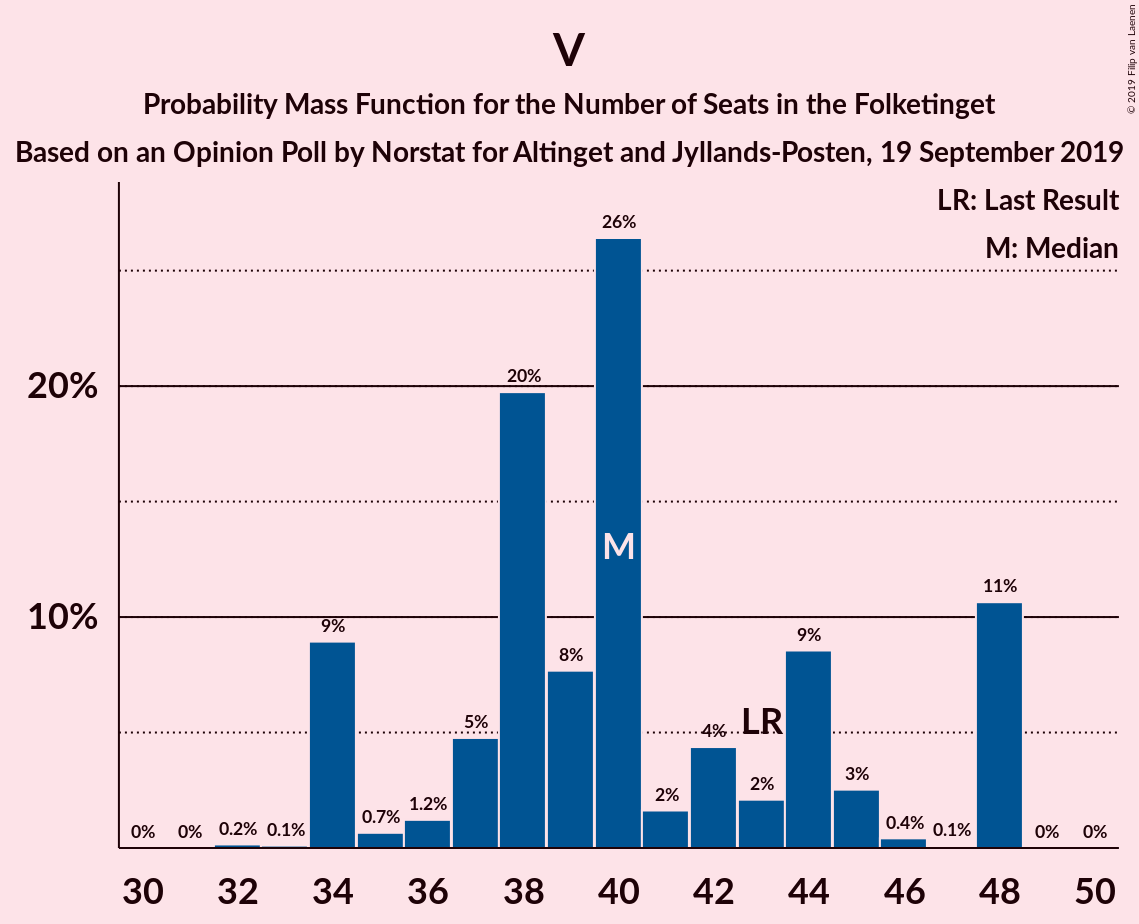 V
Probability Mass Function for the Number of Seats in the Folketinget
Based on an Opinion Poll by Norstat for Altinget and Jyllands-Posten, 19 September 2019
© 2019 Filip van Laenen
LR: Last Result
M: Median
20%
10%
0% 0% 0.2% 0.1% 9% 0.7% 1.2% 5% 20% 8% 26% 2% 4% 2% 9% 3% 0.4% 0.1% 11% 0% 0%
M
LR
30 32 34 36 38 40 42 44 46 48 50